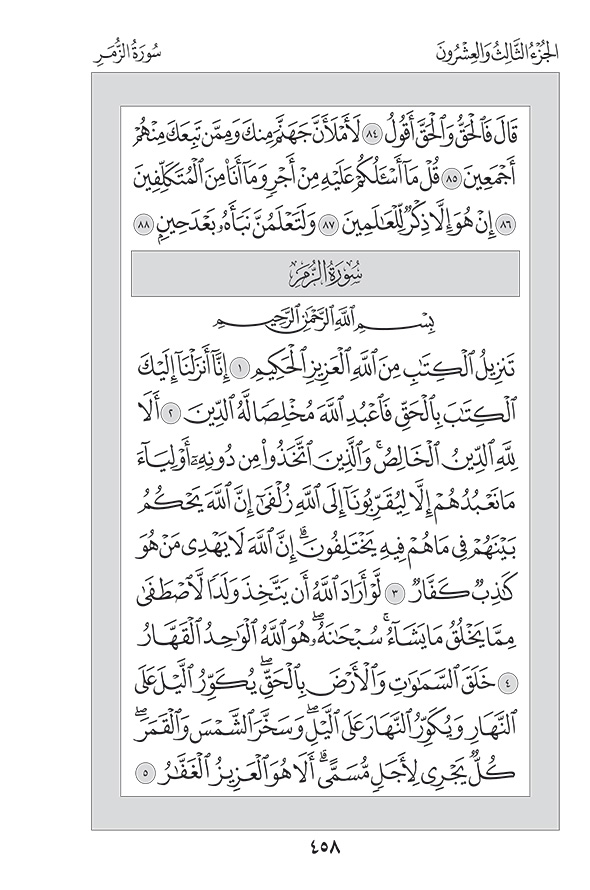 الجُزْءُ الثَّالِثُ وَالعِشْرُونَ
سُورَةُ الزُّمَرِ
قَالَ فَٱلْحَقُّ وَٱلْحَقَّ أَقُولُ ٨٤ لَأَمْلَأَنَّ جَهَنَّمَ مِنكَ وَمِمَّن تَبِعَكَ مِنْهُمْ
أَجْمَعِينَ ٨٥ قُلْ مَآ أَسْـَٔلُكُمْ عَلَيْهِ مِنْ أَجْرٍ وَمَآ أَنَا۠ مِنَ ٱلْمُتَكَلِّفِينَ
٨٦ إِنْ هُوَ إِلَّا ذِكْرٌ لِّلْعَٰلَمِينَ ٨٧ وَلَتَعْلَمُنَّ نَبَأَهُۥ بَعْدَ حِينٍۭ ٨٨
سُورَةُ الزُّمَرِ
بِسْمِ ٱللَّهِ ٱلرَّحْمَٰنِ ٱلرَّحِيمِ
تَنزِيلُ ٱلْكِتَٰبِ مِنَ ٱللَّهِ ٱلْعَزِيزِ ٱلْحَكِيمِ ١ إِنَّآ أَنزَلْنَآ إِلَيْكَ
ٱلْكِتَٰبَ بِٱلْحَقِّ فَٱعْبُدِ ٱللَّهَ مُخْلِصًا لَّهُ ٱلدِّينَ ٢ أَلَا
لِلَّهِ ٱلدِّينُ ٱلْخَالِصُ ۚ وَٱلَّذِينَ ٱتَّخَذُوا۟ مِن دُونِهِۦٓ أَوْلِيَآءَ
مَا نَعْبُدُهُمْ إِلَّا لِيُقَرِّبُونَآ إِلَى ٱللَّهِ زُلْفَىٰٓ إِنَّ ٱللَّهَ يَحْكُمُ
بَيْنَهُمْ فِى مَا هُمْ فِيهِ يَخْتَلِفُونَ ۗ إِنَّ ٱللَّهَ لَا يَهْدِى مَنْ هُوَ
كَٰذِبٌ كَفَّارٌ ٣ لَّوْ أَرَادَ ٱللَّهُ أَن يَتَّخِذَ وَلَدًا لَّٱصْطَفَىٰ
مِمَّا يَخْلُقُ مَا يَشَآءُ ۚ سُبْحَٰنَهُۥ ۖ هُوَ ٱللَّهُ ٱلْوَٰحِدُ ٱلْقَهَّارُ
٤ خَلَقَ ٱلسَّمَٰوَٰتِ وَٱلْأَرْضَ بِٱلْحَقِّ ۖ يُكَوِّرُ ٱلَّيْلَ عَلَى
ٱلنَّهَارِ وَيُكَوِّرُ ٱلنَّهَارَ عَلَى ٱلَّيْلِ ۖ وَسَخَّرَ ٱلشَّمْسَ وَٱلْقَمَرَ ۖ
كُلٌّ يَجْرِى لِأَجَلٍ مُّسَمًّى ۗ أَلَا هُوَ ٱلْعَزِيزُ ٱلْغَفَّٰرُ ٥
٤٥٨